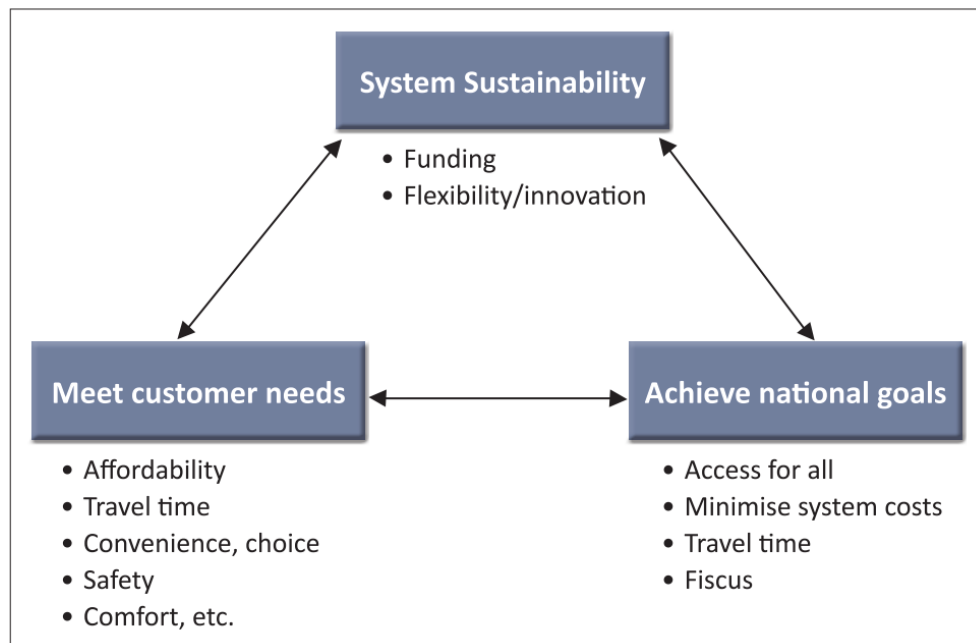 System Sustainability
• Funding
• Flexibility/innovation
Meet customer needs
• Affordability
• Travel time
• Convenience, choice
• Safety
• Comfort, etc.
Achieve national goals
• Access for all
• Minimise system costs
• Travel time
• Fiscus